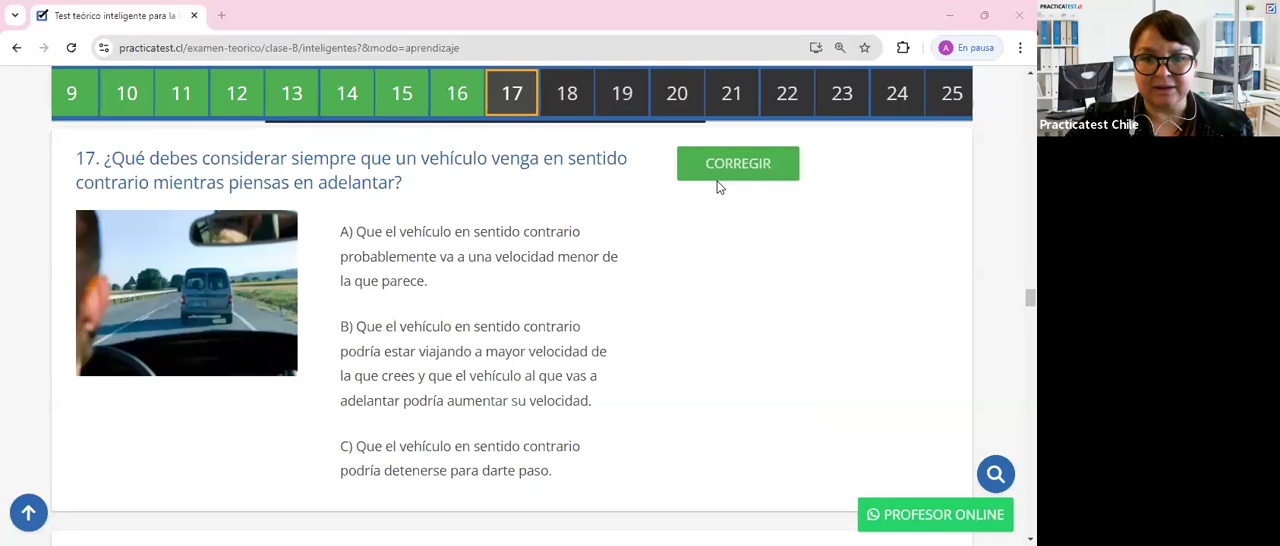 Test teórico inteligente para la
practicatest.cl/examen-teorico/clase-B/inteligentes?&modo=aprendizaje
A
En pausa
PRACTICATEST.cl
9 10 11 12 13 14 15 16 17 18 19 20 21 22 23 24 25
Practicatest Chile
17. ¿Qué debes considerar siempre que un vehículo venga en sentido
contrario mientras piensas en adelantar?
CORREGIR
A) Que el vehículo en sentido contrario
probablemente va a una velocidad menor de
la que parece.
B) Que el vehículo en sentido contrario
podría estar viajando a mayor velocidad de
la que crees y que el vehículo al que vas a
adelantar podría aumentar su velocidad.
C) Que el vehículo en sentido contrario
podría detenerse para darte paso.
PROFESOR ONLINE